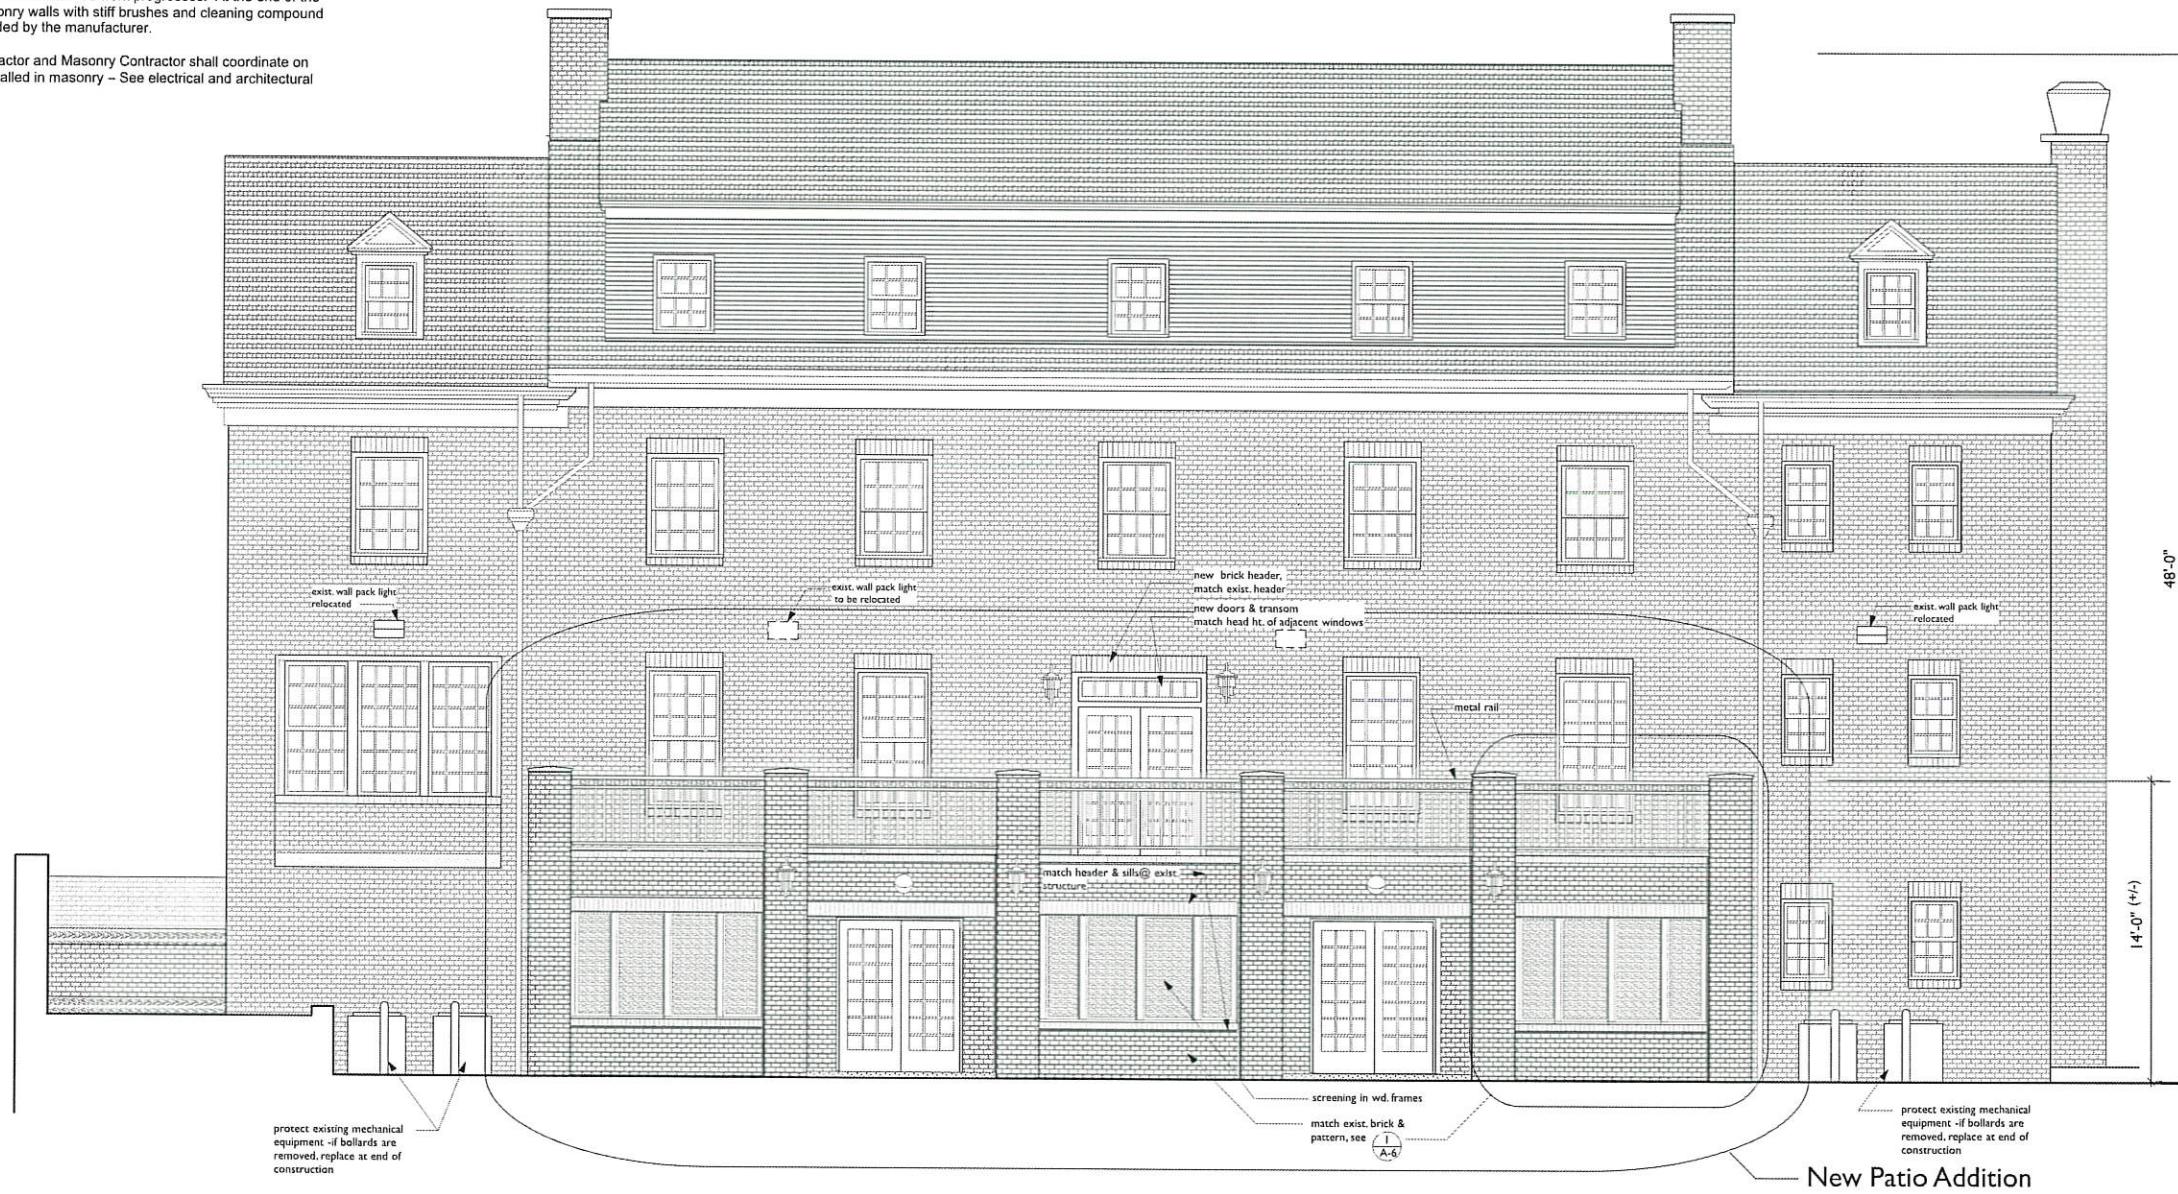 onry walls with stiff brushes and cleaning compound
led by the manufacturer.
actor and Masonry Contractor shall coordinate on
alled in masonry – See electrical and architectural
exist. wall pack light
relocated
exist. wall pack light
to be relocated
new brick header,
match exist. header
new doors & transom
match head ht. of adjacent windows
exist. wall pack light
relocated
48'-0"
metal rail
match header & sills@ exist
structure
14'-0" (+/-)
screening in wd. frames
match exist. brick &
pattern, see
1
A-6
protect existing mechanical
equipment -if bollards are
removed, replace at end of
construction
protect existing mechanical
equipment -if bollards are
removed, replace at end of
construction
New Patio Addition